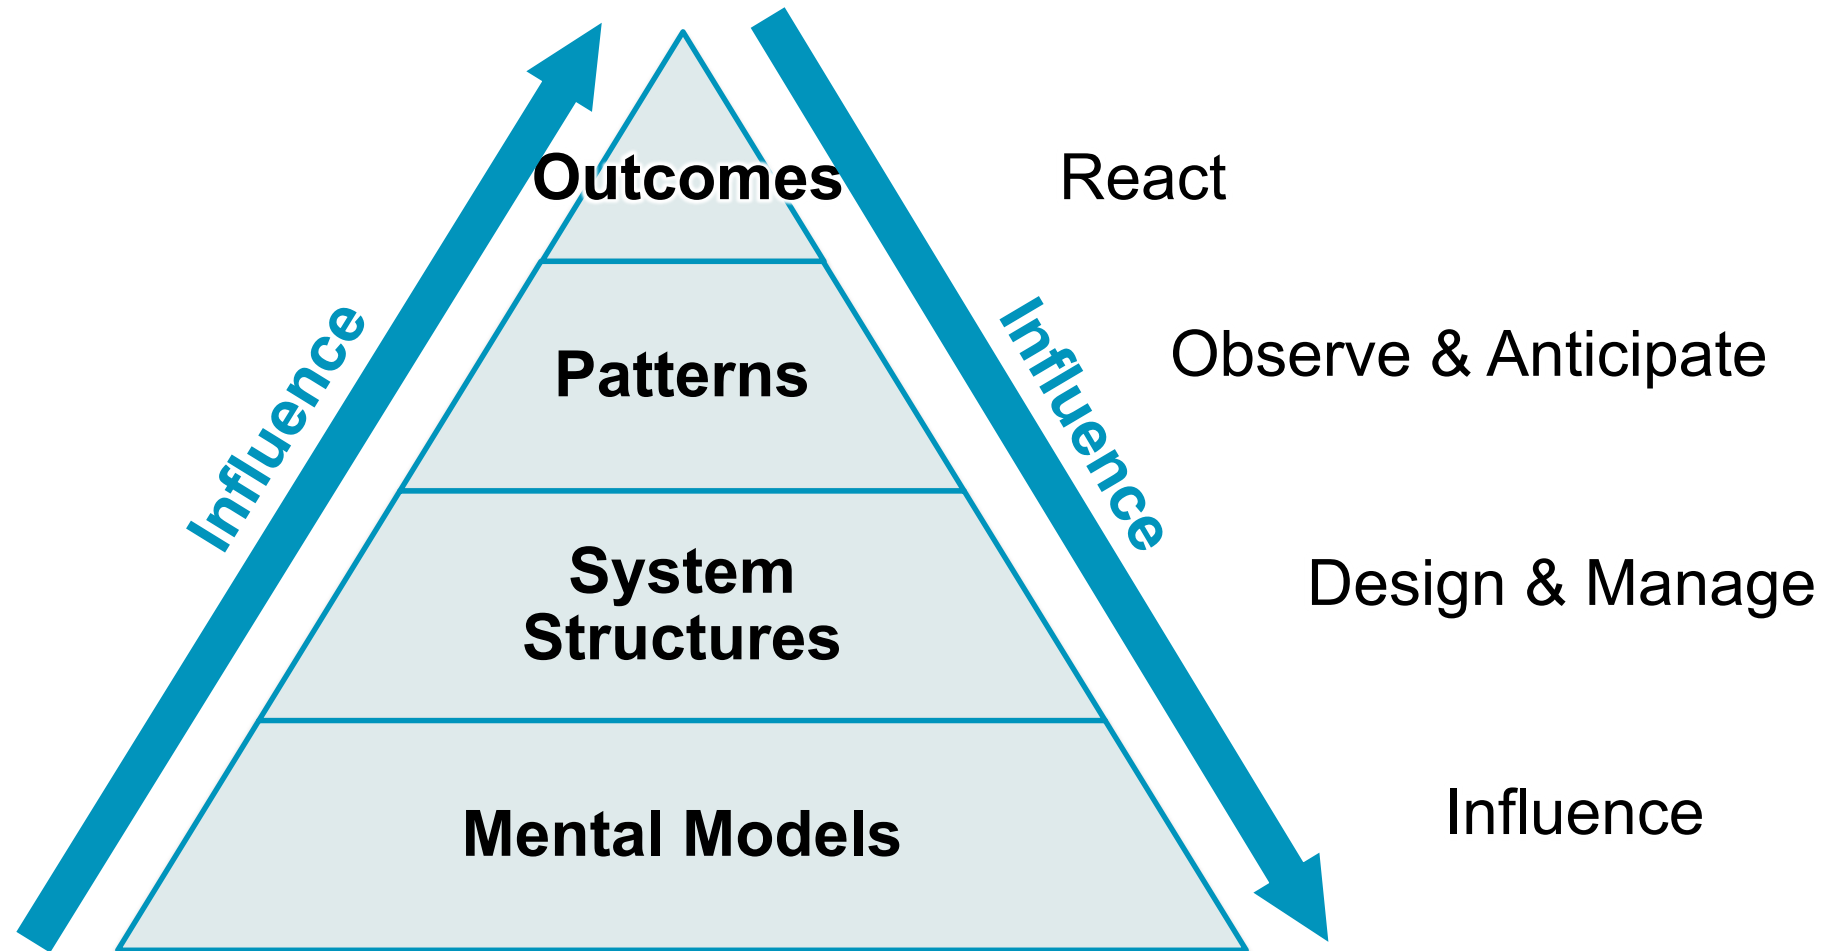 Outcomes
React
Influence
Influence
Patterns
Observe & Anticipate
System
Structures
Design & Manage
Mental Models
Influence